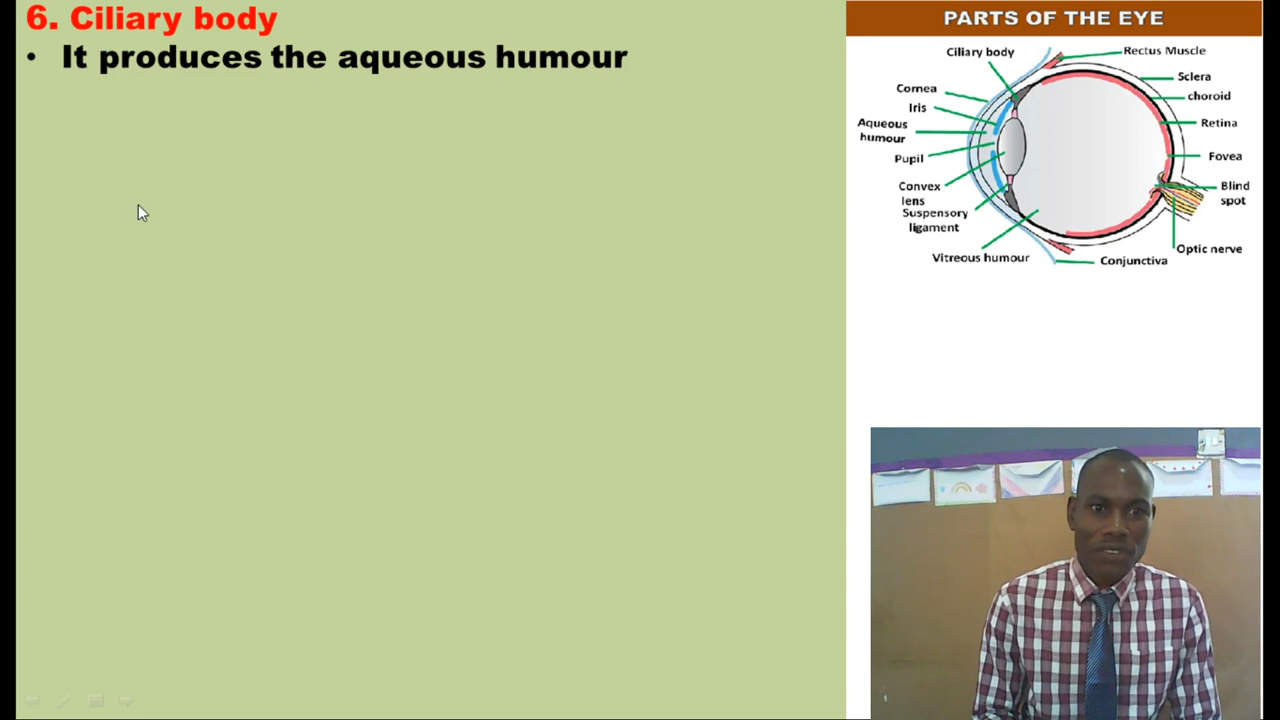 6. Ciliary body
• It produces the aqueous humour
PARTS OF THE EYE
Ciliary body
Rectus Muscle
Sclera
Cornea
choroid
Iris
Aqueous
humour
Retina
Pupil
Fovea
Convex
lens
Blind
spot
Suspensory
ligament
Optic nerve
Vitreous humour
Conjunctiva